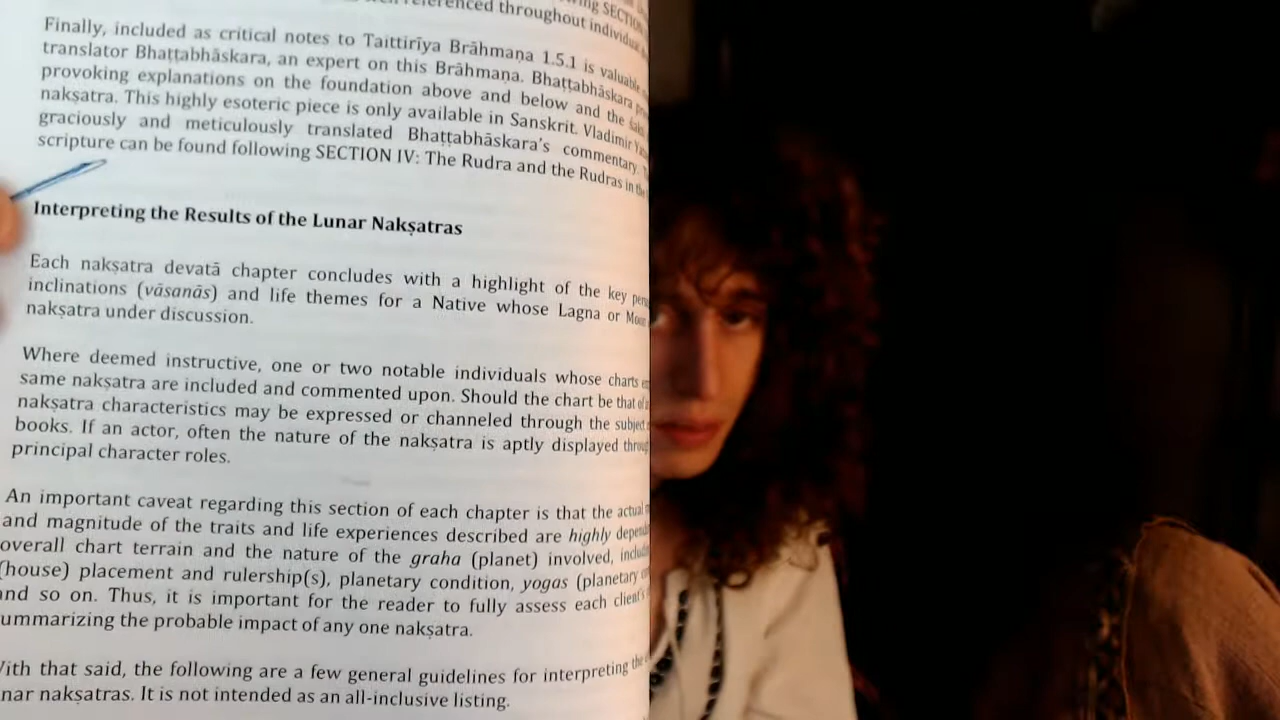 referenced throughout individual
Finally, included as critical notes to Taittirīya Brāhmaṇa 1.5.1 is valuable
translator Bhaṭṭabhāskara, an expert on this Brāhmaṇa. Bhaṭṭabhāskara
provoking explanations on the foundation above and below and the
nakṣatra. This highly esoteric piece is only available in Sanskrit. Vladimir
graciously and meticulously translated Bhaṭṭabhāskara's commentary.
scripture can be found following SECTION IV: The Rudra and the Rudras in the
Interpreting the Results of the Lunar Nakṣatras
Each nakṣatra devatā chapter concludes with a highlight of the key
inclinations (vāsanās) and life themes for a Native whose Lagna or Moon
nakṣatra under discussion.
Where deemed instructive, one or two notable individuals whose charts
same nakṣatra are included and commented upon. Should the chart be that of
nakṣatra characteristics may be expressed or channeled through the subject
books. If an actor, often the nature of the nakṣatra is aptly displayed
principal character roles.
An important caveat regarding this section of each chapter is that the actual
and magnitude of the traits and life experiences described are highly
overall chart terrain and the nature of the graha (planet) involved,
(house) placement and rulership(s), planetary condition, yogas (planetary
and so on. Thus, it is important for the reader to fully assess each client's
ummarizing the probable impact of any one nakṣatra.
With that said, the following are a few general guidelines for interpreting the
nar nakṣatras. It is not intended as an all-inclusive listing.